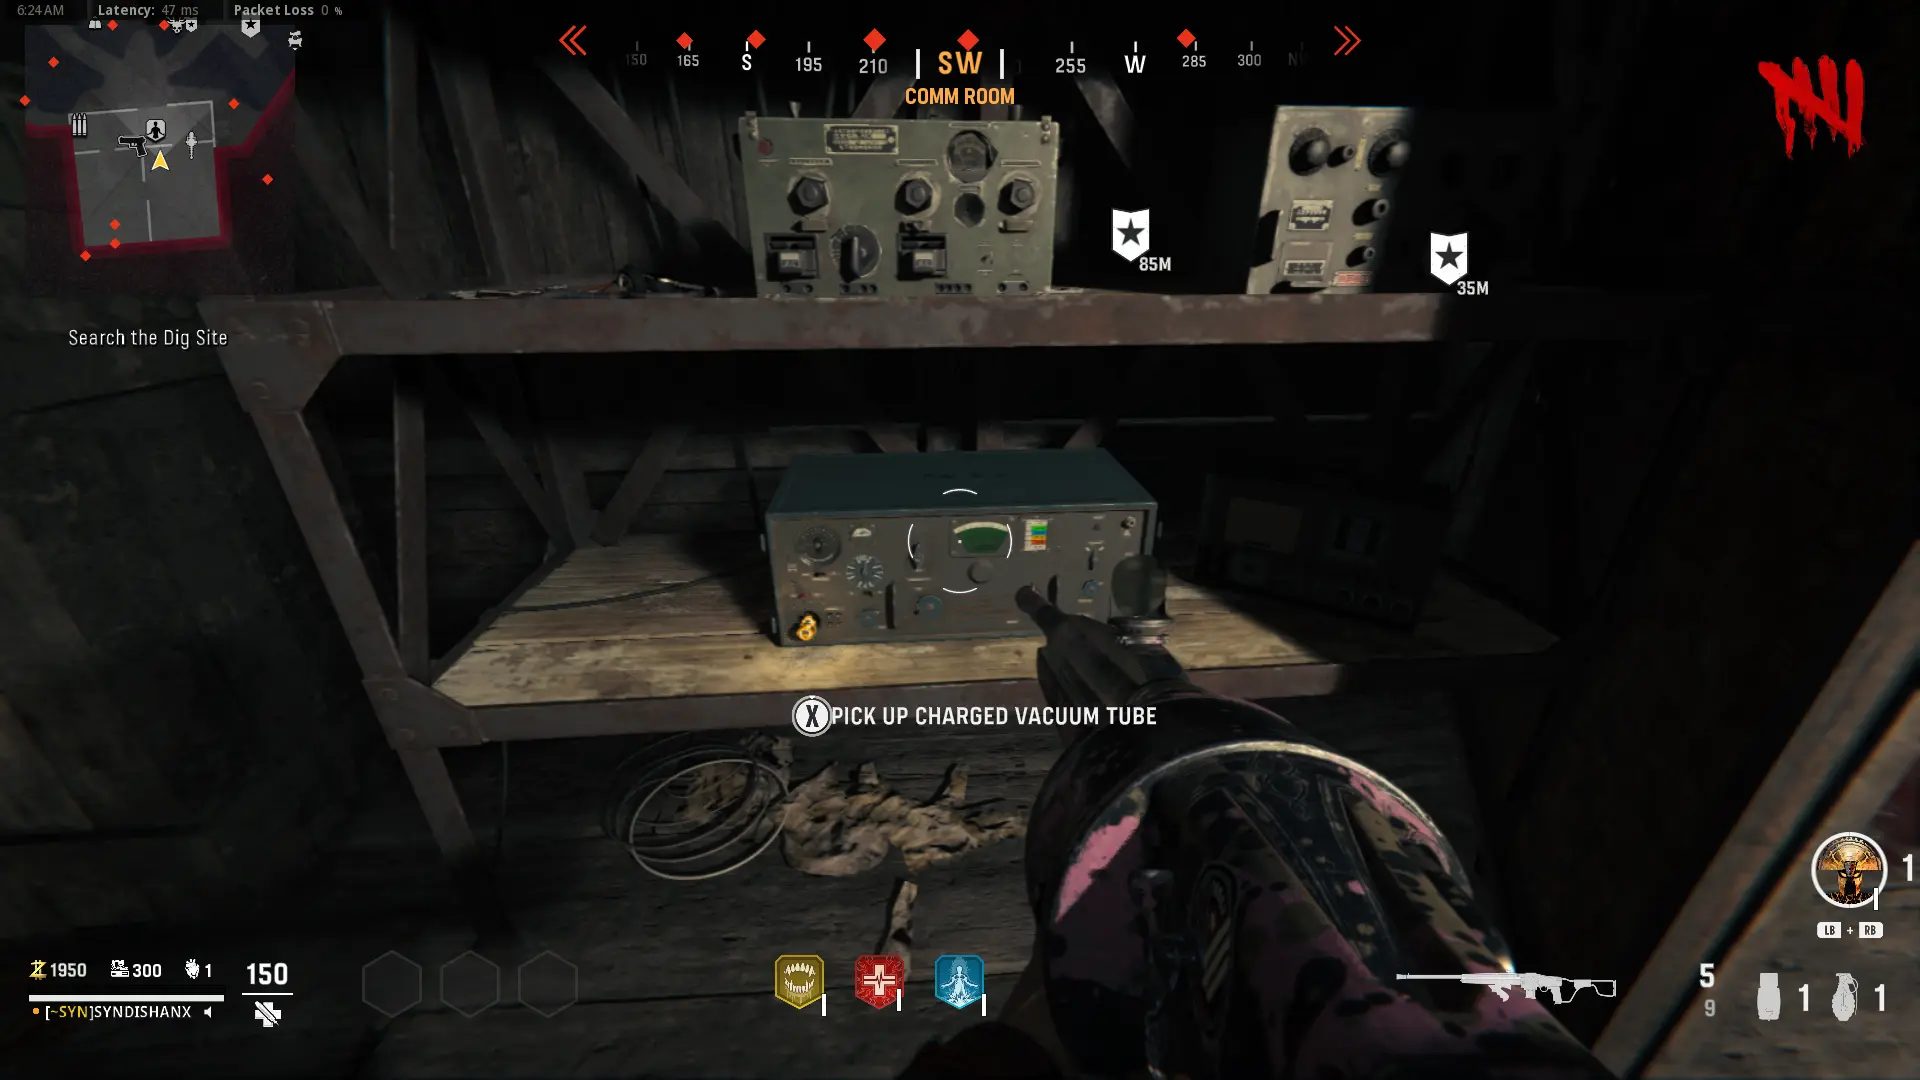 6:24AM Latency: 47 ms Packet Loss 0 %
150 165 S 195 210 SW 255 W 285 300
COMM ROOM
85M
35M
Search the Dig Site
X PICK UP CHARGED VACUUM TUBE
1
LB + RB
1950 300 1 150
[~SYN]SYNDISHANX
5
9
1 1